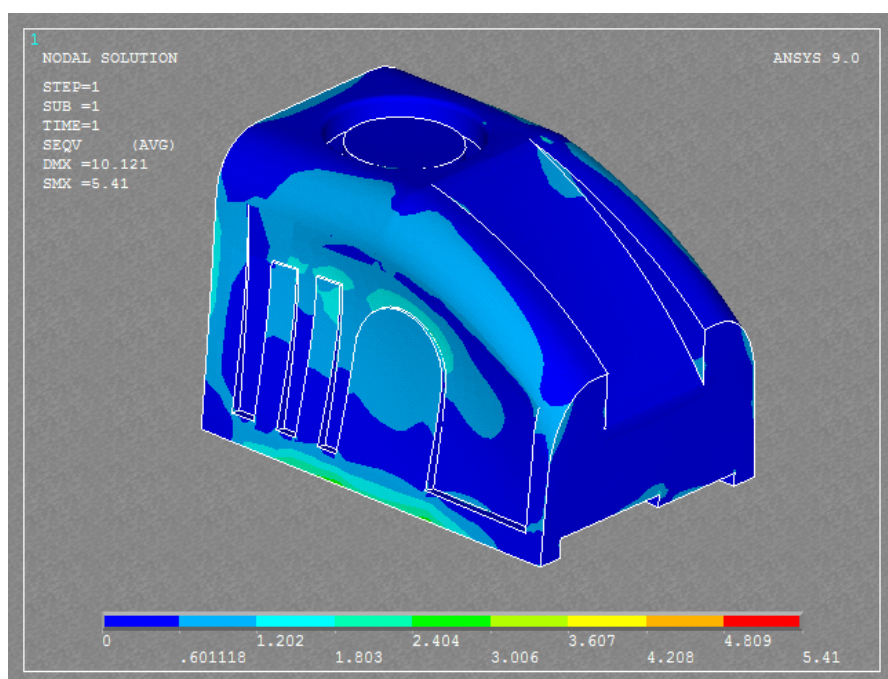 1
NODAL SOLUTION
ANSYS 9.0
STEP=1
SUB =1
TIME=1
SEQV (AVG)
DMX =10.121
SMX =5.41
0 1.202 2.404 3.607 4.809
.601118 1.803 3.006 4.208 5.41